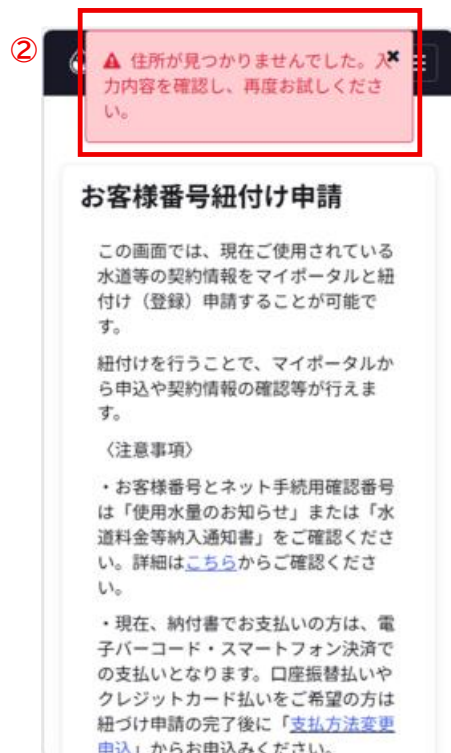 ②
住所が見つかりませんでした。入
力内容を確認し、再度お試しくださ
い。
お客様番号紐付け申請
この画面では、現在ご使用されている
水道等の契約情報をマイポータルと紐
付け（登録）申請することが可能で
す。
紐付けを行うことで、マイポータルか
ら申込や契約情報の確認等が行えま
す。
〈注意事項〉
・お客様番号とネット手続用確認番号
は「使用水量のお知らせ」または「水
道料金等納入通知書」をご確認くださ
い。詳細はこちらからご確認くださ
い。
・現在、納付書でお支払いの方は、電
子バーコード・スマートフォン決済で
の支払いとなります。口座振替払いや
クレジットカード払いをご希望の方は
紐づけ申請の完了後に「支払方法変更
申込」からお申込みください。